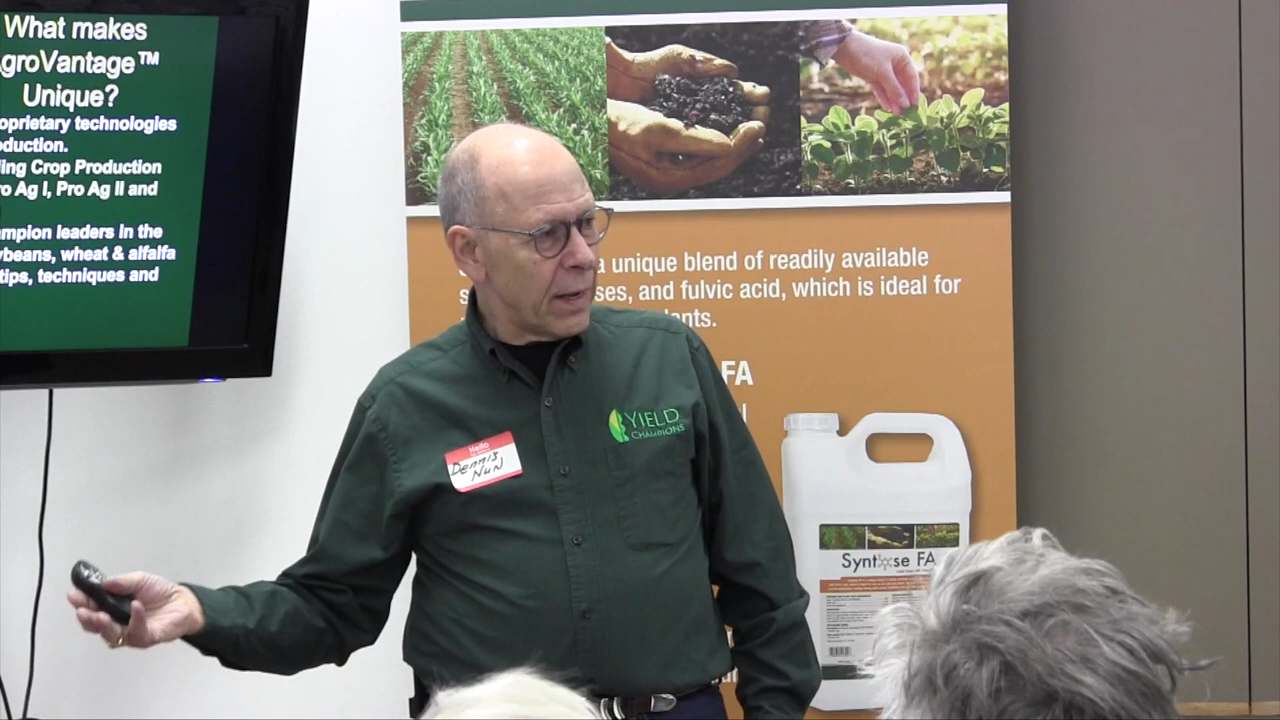 What makes
groVantage™
Unique?
oprietary technologies
oduction.
ing Crop Production
ro Ag I, Pro Ag II and
mpion leaders in the
ybeans, wheat & alfalfa
tips, techniques and
a unique blend of readily available
ses, and fulvic acid, which is ideal for
ants.
FA
Hello
Dennis
NuN
YIELD
CHAMPIONS
Syntose FA